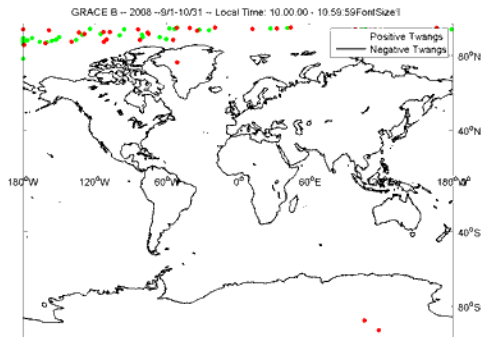 GRACE B -- 2008 --9/1-10/31 -- Local Time: 10.00.00 - 10.59.59FontSize'l
Positive Twangs
Negative Twangs
80°N
40°N
180°W 120°W 60°W 0° 60°E 180°W 0°
40°S
80°S